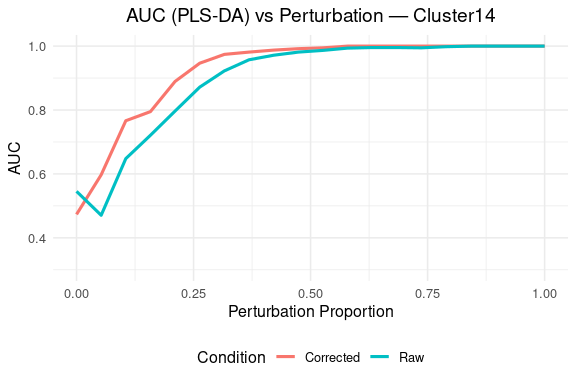 AUC (PLS-DA) vs Perturbation — Cluster14
1.0
0.8
0.6
0.4
AUC
0.00 0.25 0.50 0.75 1.00
Perturbation Proportion
Condition Corrected Raw